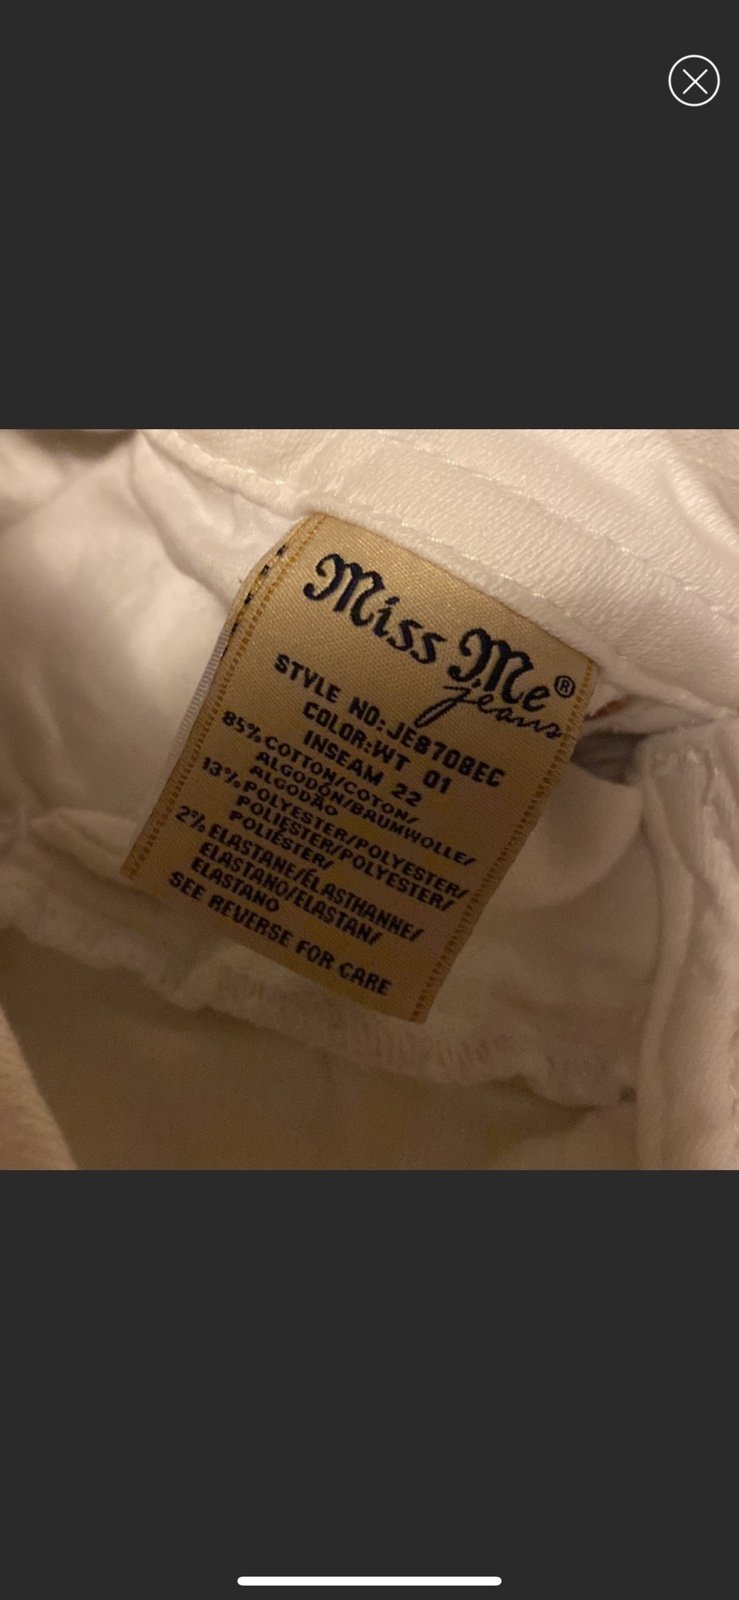 Miss Me®
jeans
STYLE NO:JE8708EC
COLOR:WT 01
INSEAM 22
85% COTTON/COTON/
ALGODÓN/BAUMWOLLE/
ALGODÃO
13% POLYESTER/POLYESTER/
POLIESTER/POLYESTER/
POLIÉSTER/
2% ELASTANE/ÉLASTHANNE/
ELASTANO/ELASTAN/
ELASTANO
SEE REVERSE FOR CARE